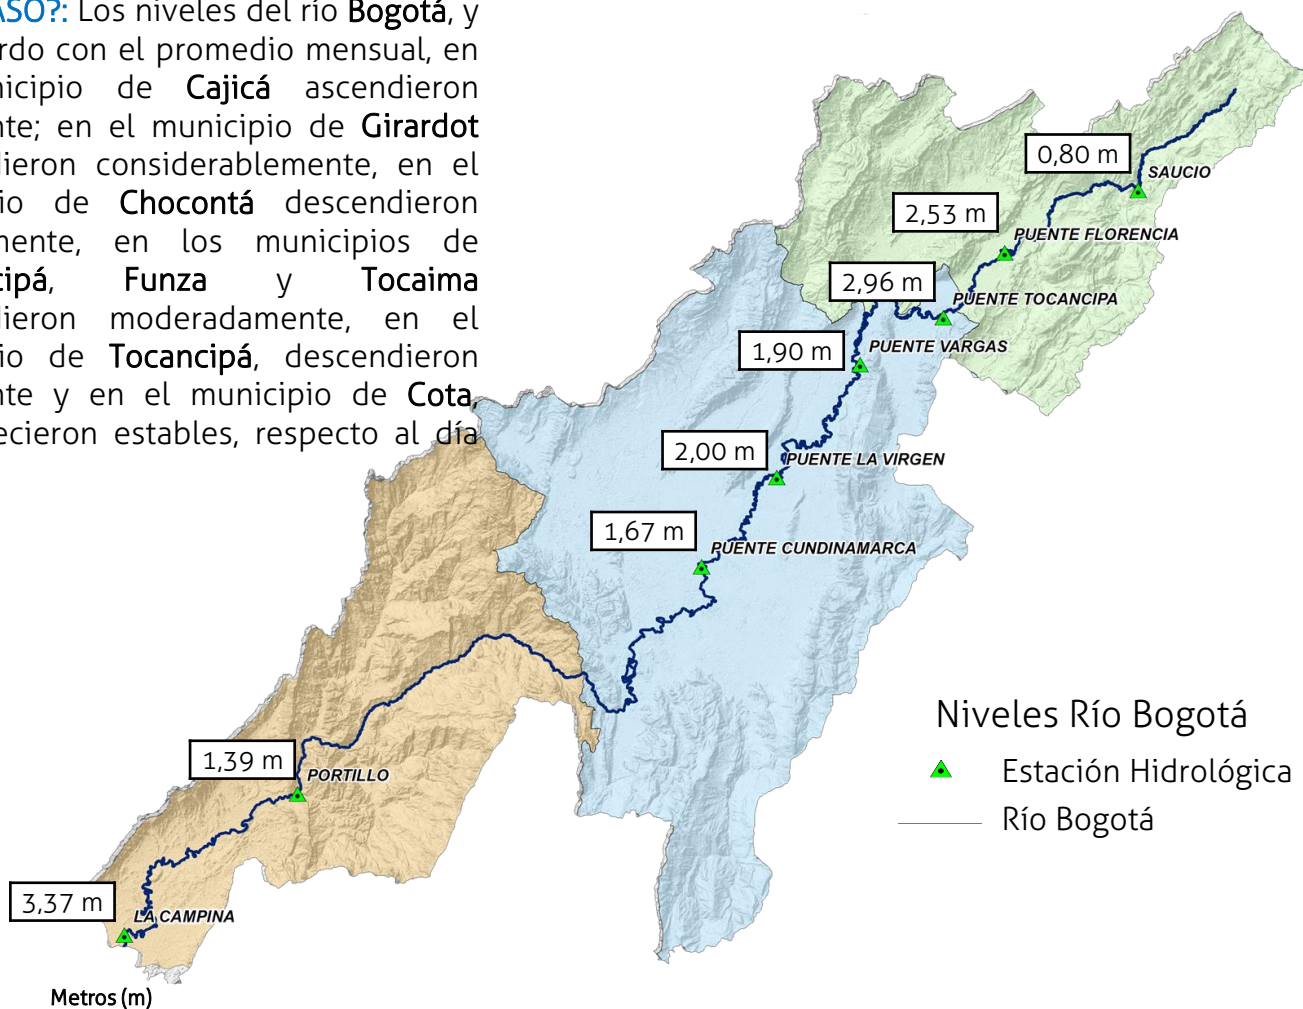 ASO?: Los niveles del río Bogotá, y
rdo con el promedio mensual, en
nicipio de Cajicá ascendieron
nte; en el municipio de Girardot
dieron considerablemente, en el
io de Chocontá descendieron
mente, en los municipios de
cipá, Funza y Tocaima
dieron moderadamente, en el
io de Tocancipá, descendieron
nte y en el municipio de Cota,
ecieron estables, respecto al día
0,80 m
SAUCIO
2,53 m
PUENTE FLORENCIA
2,96 m
PUENTE TOCANCIPA
1,90 m
PUENTE VARGAS
2,00 m
PUENTE LA VIRGEN
1,67 m
PUENTE CUNDINAMARCA
1,39 m
PORTILLO
3,37 m
LA CAMPINA
Niveles Río Bogotá
Estación Hidrológica
Río Bogotá
Metros (m)